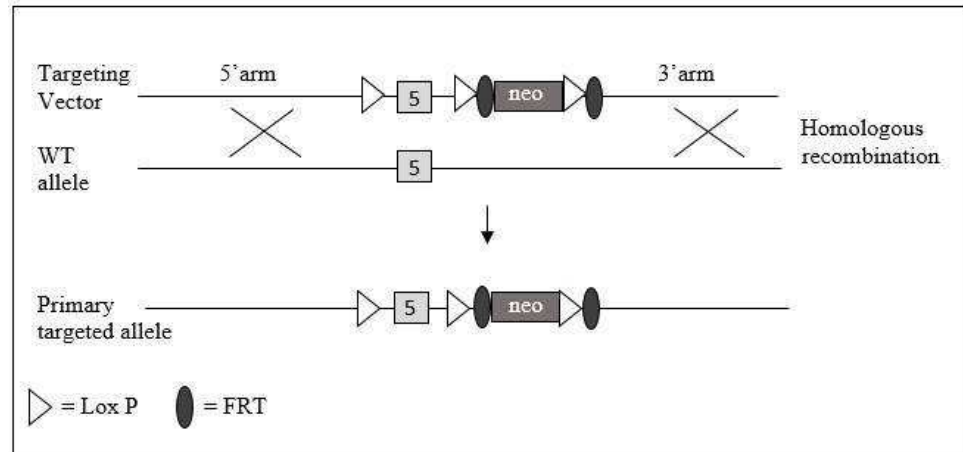 Targeting
Vector
5'arm
3'arm
5
neo
Homologous
recombination
WT
allele
5
Primary
targeted allele
5
neo
= Lox P
= FRT